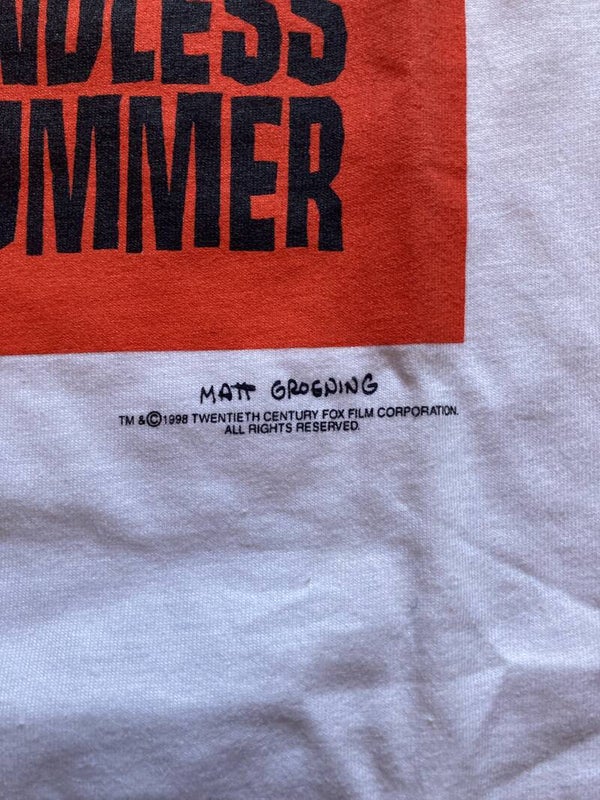 NDLESS
UMMER
MATT GROENING
TM &©1998 TWENTIETH CENTURY FOX FILM CORPORATION.
ALL RIGHTS RESERVED.